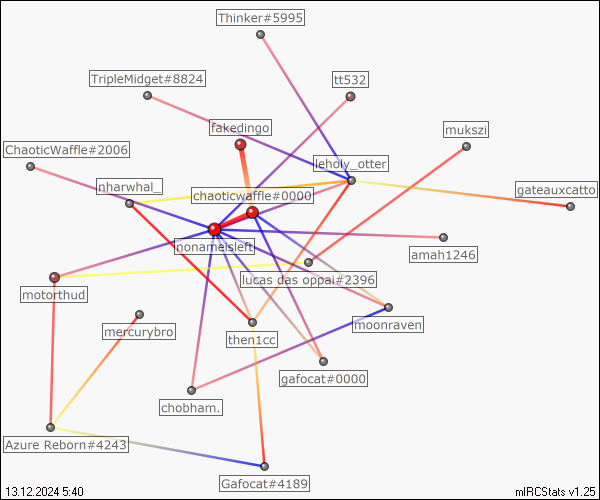 Thinker#5995
TripleMidget#8824
tt532
fakedingo
mukszi
ChaoticWaffle#2006
leholy_otter
nharwhal_
chaoticwaffle#0000
gateauxcatto
nonameisleft
amah1246
lucas das oppai#2396
motorthud
mercurybro
moonraven
then1cc
gafocat#0000
chobham.
Azure Reborn#4243
Gafocat#4189
13.12.2024 5:40
mIRCStats v1.25